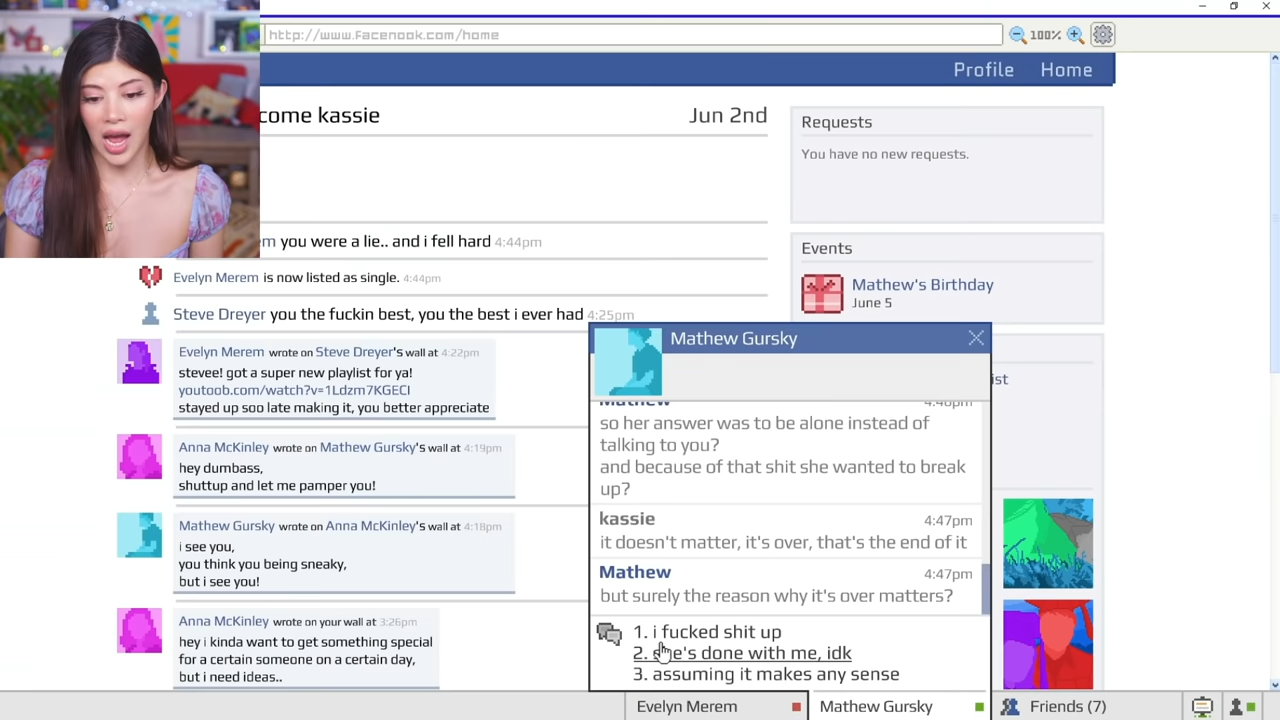 http://www.facenook.com/home
100%
Profile Home
come kassie
Jun 2nd
Requests
You have no new requests.
Events
Mathew's Birthday
June 5
m you were a lie.. and i fell hard 4:44pm
Evelyn Merem is now listed as single. 4:44pm
Steve Dreyer you the fuckin best, you the best i ever had 4:25pm
Evelyn Merem wrote on Steve Dreyer's wall at 4:22pm
stevee! got a super new playlist for ya!
youtoob.com/watch?v=1Ldzm7KGECI
stayed up soo late making it, you better appreciate
Anna McKinley wrote on Mathew Gursky's wall at 4:19pm
hey dumbass,
shuttup and let me pamper you!
Mathew Gursky wrote on Anna McKinley's wall at 4:18pm
i see you,
you think you being sneaky,
but i see you!
Anna McKinley wrote on your wall at 3:26pm
hey i kinda want to get something special
for a certain someone on a certain day,
but i need ideas..
ist
Mathew Gursky
Mathew 4:46pm
so her answer was to be alone instead of
talking to you?
and because of that shit she wanted to break
up?
kassie 4:47pm
it doesn't matter, it's over, that's the end of it
Mathew 4:47pm
but surely the reason why it's over matters?
1. i fucked shit up
2. she's done with me, idk
3. assuming it makes any sense
Evelyn Merem
Mathew Gursky
Friends (7)